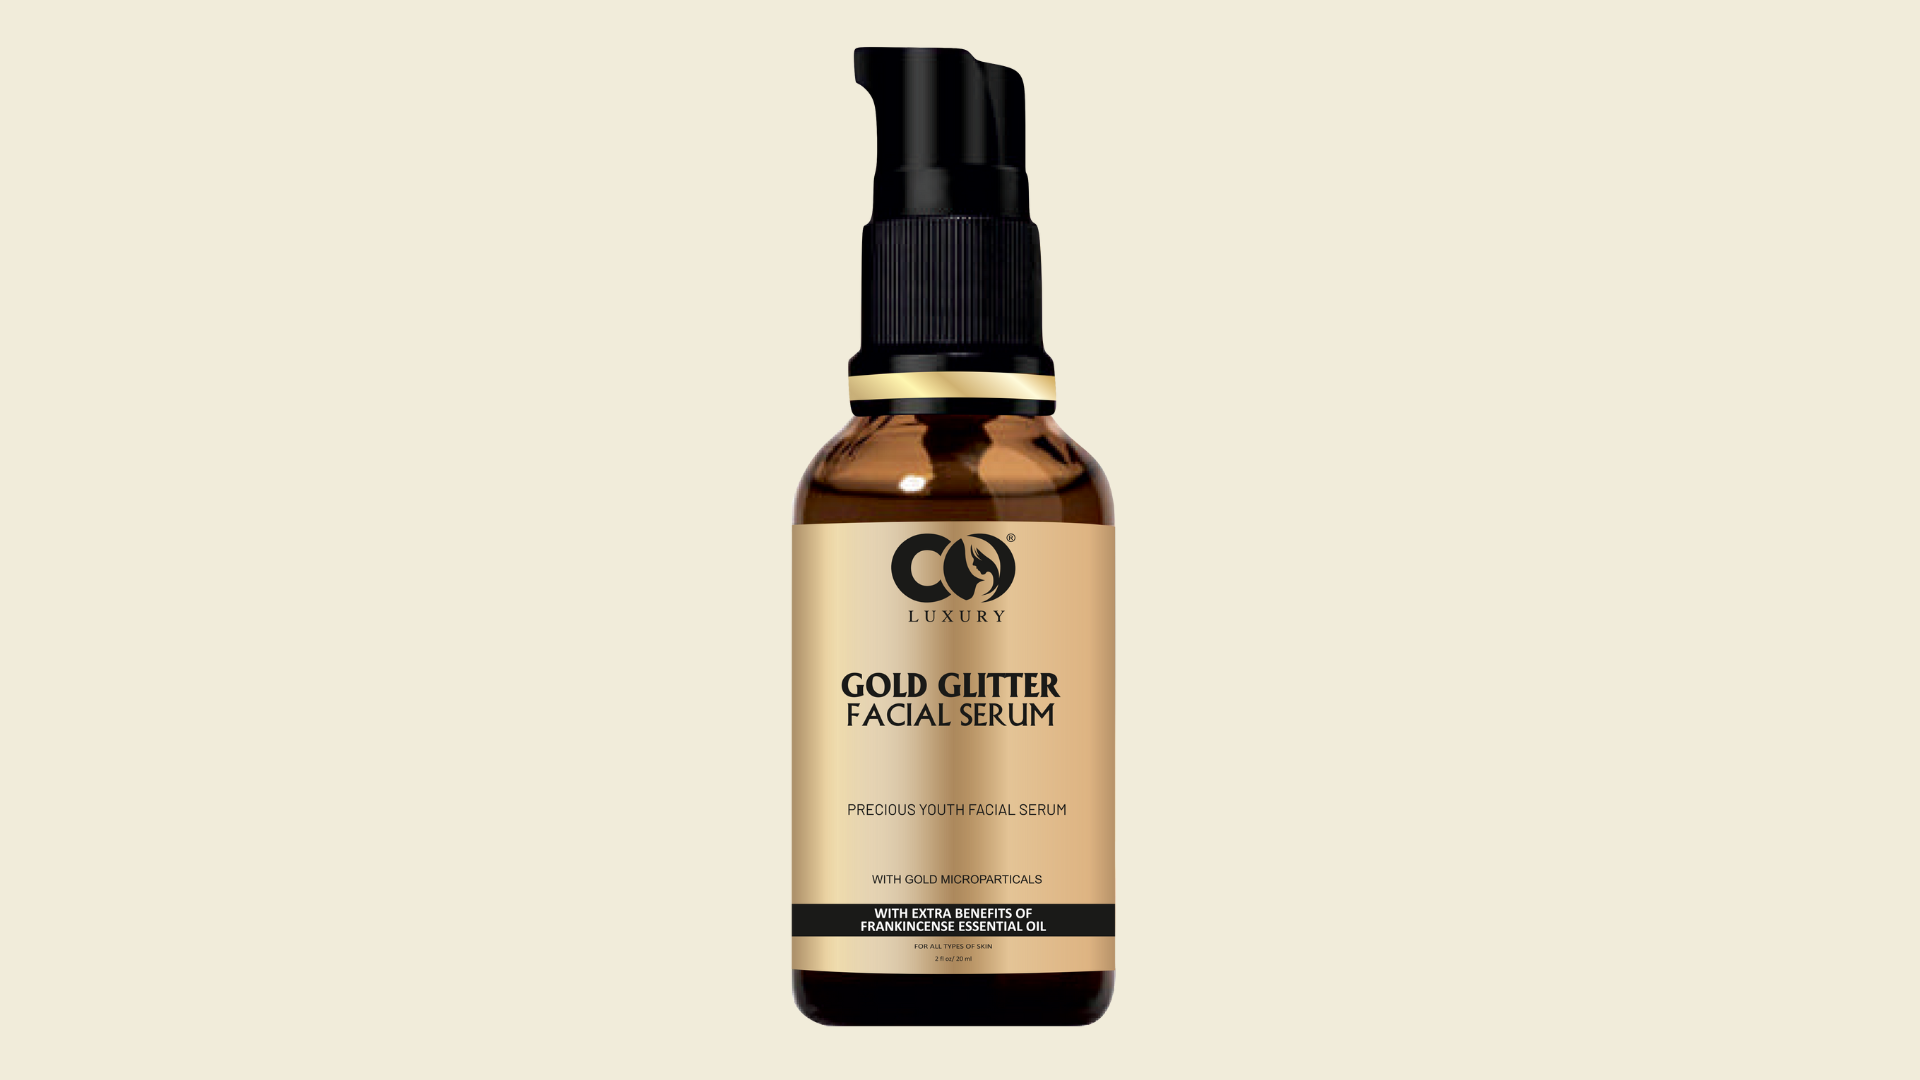 CO®
LUXURY
GOLD GLITTER
FACIAL SERUM
PRECIOUS YOUTH FACIAL SERUM
WITH GOLD MICROPARTICALS
WITH EXTRA BENEFITS OF
FRANKINCENSE ESSENTIAL OIL
FOR ALL TYPES OF SKIN
2 fl oz/ 20 ml